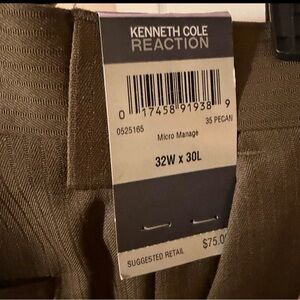 KENNETH COLE
REACTION
0 17458 91938 9
0525165 35 PECAN
Micro Manage
32W x 30L
SUGGESTED RETAIL $75.0